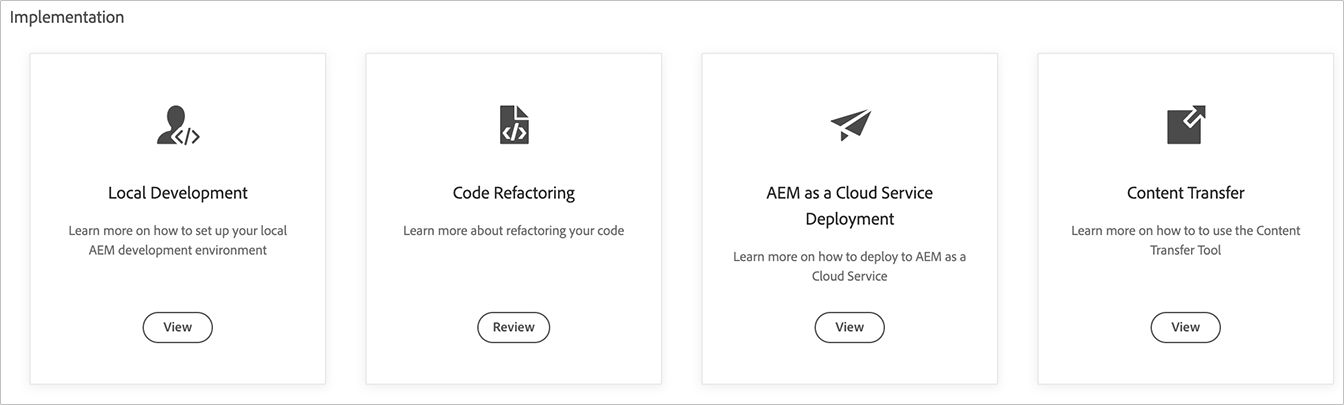 Implementation
Local Development
Learn more on how to set up your local
AEM development environment
View
Code Refactoring
Learn more about refactoring your code
Review
AEM as a Cloud Service
Deployment
Learn more on how to deploy to AEM as a
Cloud Service
View
Content Transfer
Learn more on how to to use the Content
Transfer Tool
View